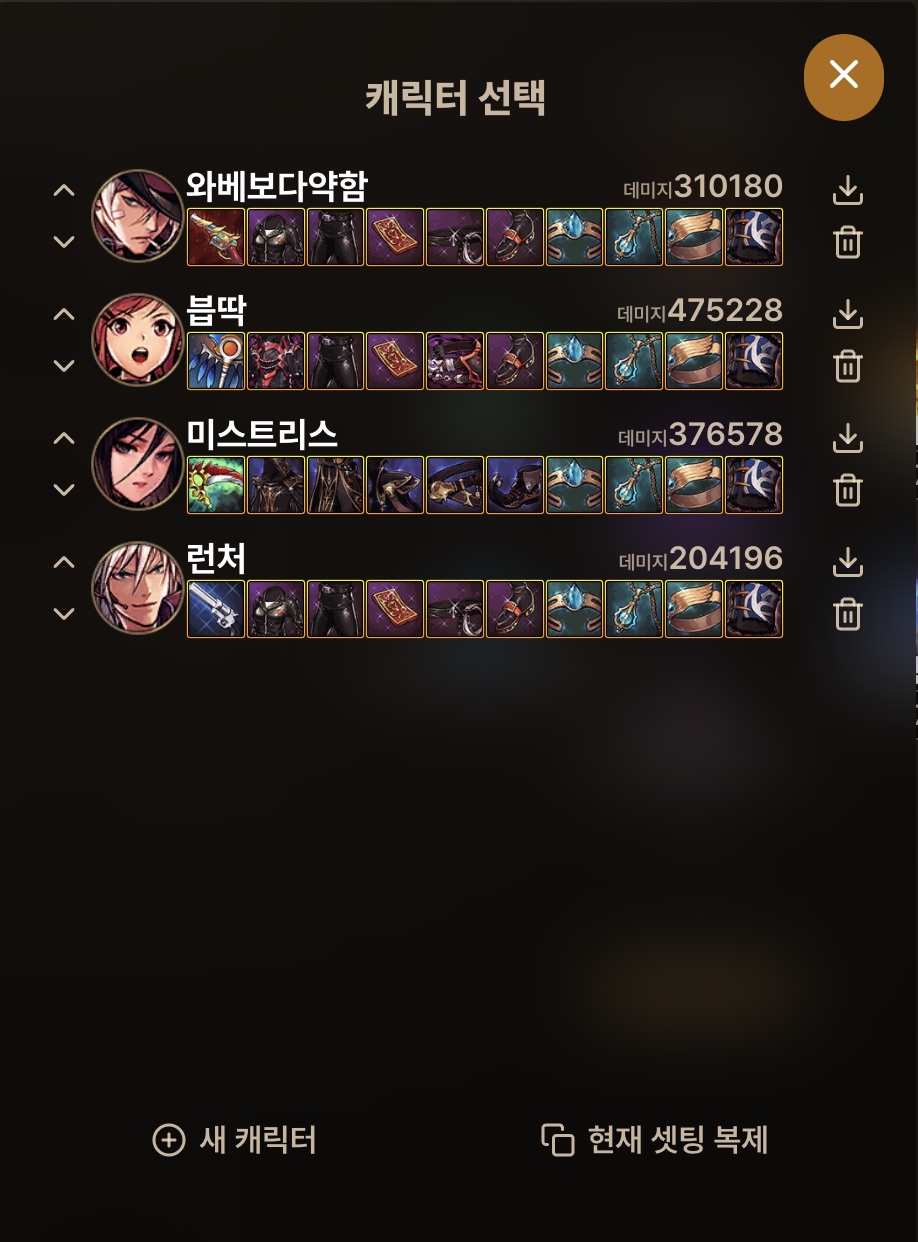 캐릭터 선택
와베보다약함 데미지310180
븝딱 데미지475228
미스트리스 데미지376578
런처 데미지204196
새 캐릭터 현재 셋팅 복제